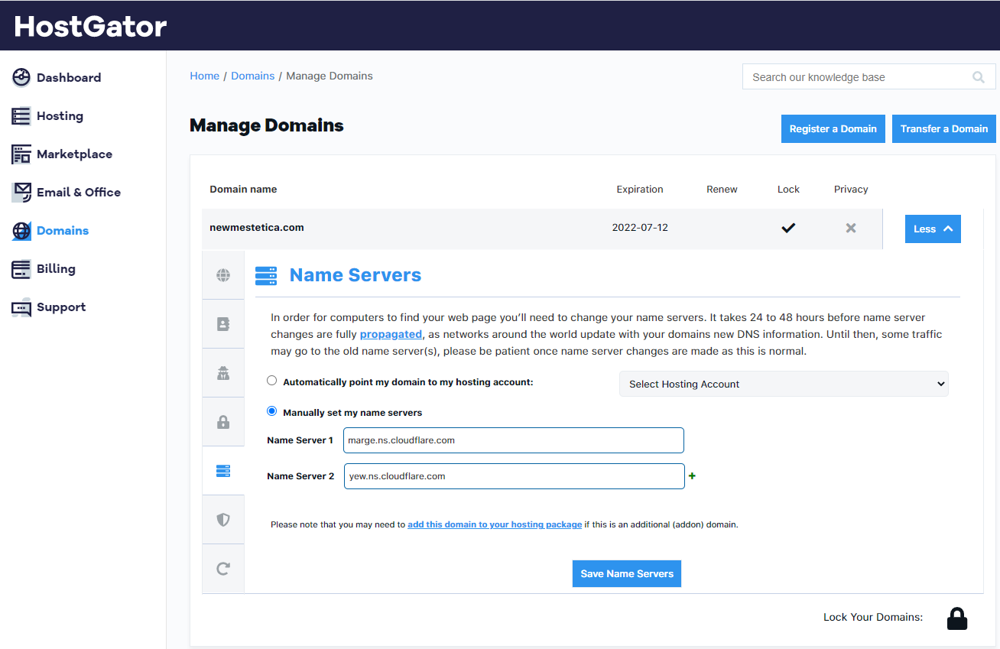 HostGator
Dashboard
Hosting
Marketplace
Email & Office
Domains
Billing
Support
Home / Domains / Manage Domains
Search our knowledge base
Manage Domains
Register a Domain
Transfer a Domain
Domain name Expiration Renew Lock Privacy
newmestetica.com 2022-07-12
Less
Name Servers
In order for computers to find your web page you’ll need to change your name servers. It takes 24 to 48 hours before name server
changes are fully propagated, as networks around the world update with your domains new DNS information. Until then, some traffic
may go to the old name server(s), please be patient once name server changes are made as this is normal.
Automatically point my domain to my hosting account: Select Hosting Account
Manually set my name servers
Name Server 1 marge.ns.cloudflare.com
Name Server 2 yew.ns.cloudflare.com +
Please note that you may need to add this domain to your hosting package if this is an additional (addon) domain.
Save Name Servers
Lock Your Domains: